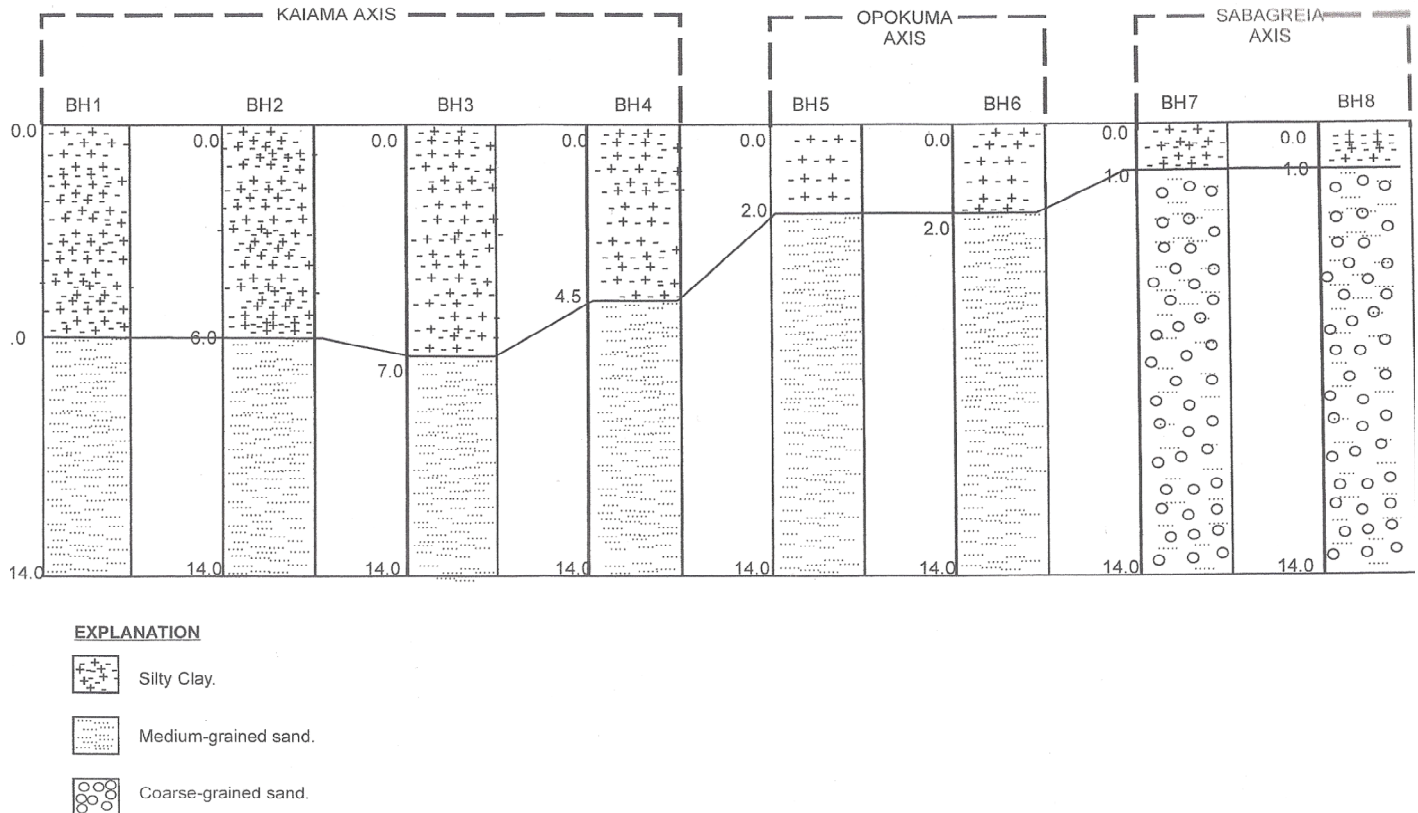 KAIAMA AXIS
OPOKUMA
AXIS
SABAGREIA
AXIS
BH1 BH2 BH3 BH4 BH5 BH6 BH7 BH8
0.0 0.0 0.0 0.0 0.0 0.0 0.0 0.0
1.0 1.0
2.0 2.0
4.5
.0 6.0
7.0
14.0 14.0 14.0 14.0 14.0 14.0 14.0 14.0
EXPLANATION
Silty Clay.
Medium-grained sand.
Coarse-grained sand.